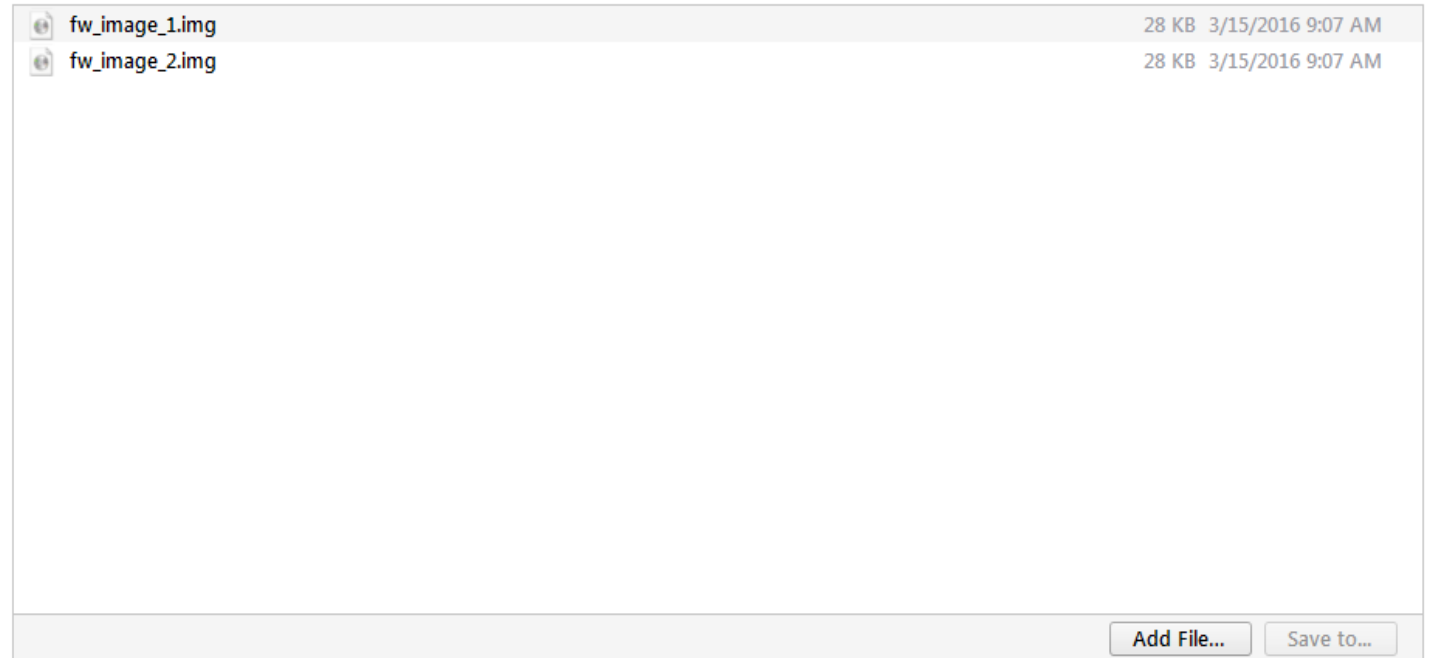 fw_image_1.img 28 KB 3/15/2016 9:07 AM
fw_image_2.img 28 KB 3/15/2016 9:07 AM
Add File... Save to...